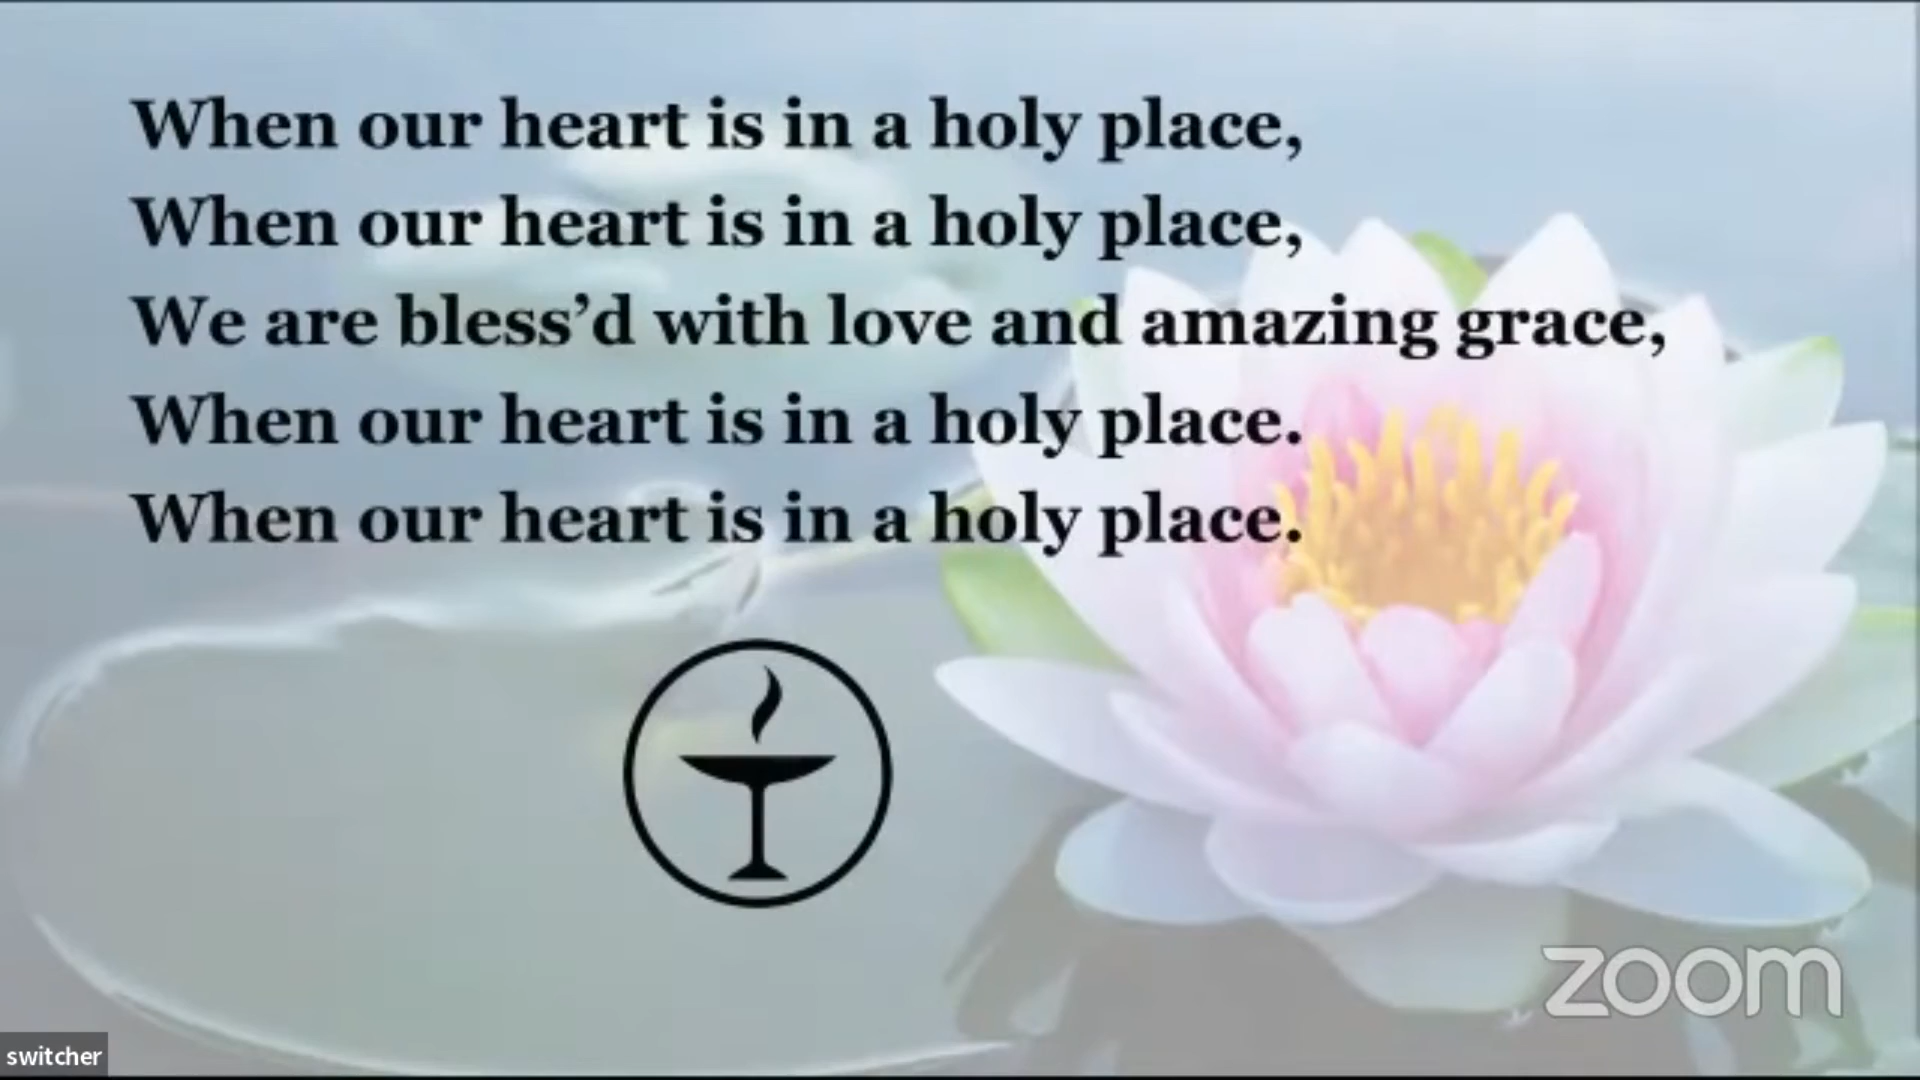 When our heart is in a holy place,
When our heart is in a holy place,
We are bless’d with love and amazing grace,
When our heart is in a holy place.
When our heart is in a holy place.
zoom
switcher